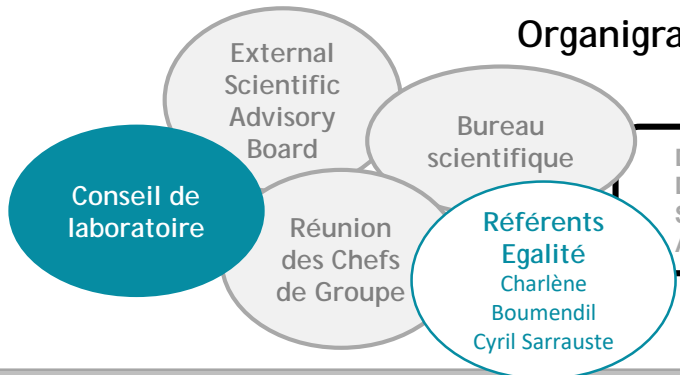 Organigra
External
Scientific
Advisory
Board
Bureau
scientifique
Conseil de
laboratoire
Réunion
des Chefs
de Groupe
Référents
Egalité
Charlène
Boumendil
Cyril Sarrauste